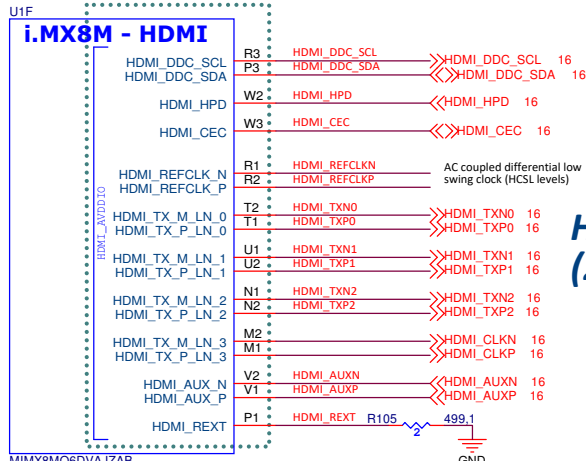 U1F
i.MX8M - HDMI
HDMI_AVDDIO
HDMI_DDC_SCL R3 HDMI_DDC_SCL HDMI_DDC_SCL 16
HDMI_DDC_SDA P3 HDMI_DDC_SDA HDMI_DDC_SDA 16
HDMI_HPD W2 HDMI_HPD HDMI_HPD 16
HDMI_CEC W3 HDMI_CEC HDMI_CEC 16
HDMI_REFCLK_N R1 HDMI_REFCLKN AC coupled differential low
HDMI_REFCLK_P R2 HDMI_REFCLKP swing clock (HCSL levels)
HDMI_TX_M_LN_0 T2 HDMI_TXN0 HDMI_TXN0 16
HDMI_TX_P_LN_0 T1 HDMI_TXP0 HDMI_TXP0 16
HDMI_TX_M_LN_1 U1 HDMI_TXN1 HDMI_TXN1 16
HDMI_TX_P_LN_1 U2 HDMI_TXP1 HDMI_TXP1 16
HDMI_TX_M_LN_2 N1 HDMI_TXN2 HDMI_TXN2 16
HDMI_TX_P_LN_2 N2 HDMI_TXP2 HDMI_TXP2 16
HDMI_TX_M_LN_3 M2 HDMI_CLKN 16
HDMI_TX_P_LN_3 M1 HDMI_CLKP 16
HDMI_AUX_N V2 HDMI_AUXN HDMI_AUXN 16
HDMI_AUX_P V1 HDMI_AUXP HDMI_AUXP 16
HDMI_REXT P1 HDMI_REXT R105 499,1
2
GND